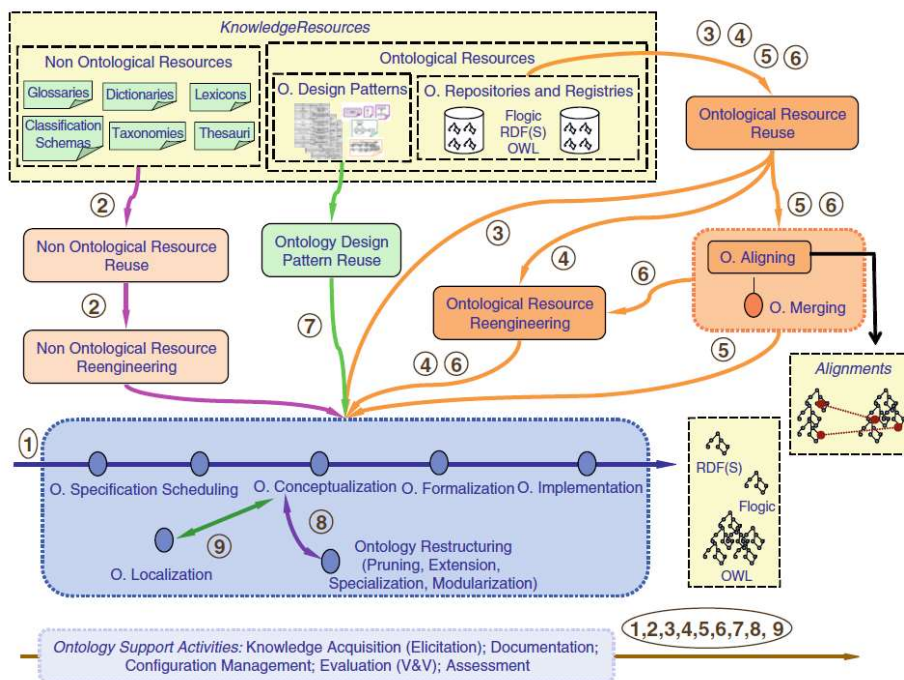 KnowledgeResources
Non Ontological Resources
Glossaries
Dictionaries
Lexicons
Classification
Schemas
Taxonomies
Thesauri
Ontological Resources
O. Design Patterns
O. Repositories and Registries
Flogic
RDF(S)
OWL
3 4
5 6
Ontological Resource
Reuse
2
Non Ontological Resource
Reuse
2
Non Ontological Resource
Reengineering
Ontology Design
Pattern Reuse
7
3
4
5 6
Ontological Resource
Reengineering
6
O. Aligning
O. Merging
4 6
5
Alignments
1
O. Specification
Scheduling
O. Conceptualization
O. Formalization
O. Implementation
9
8
O. Localization
Ontology Restructuring
(Pruning, Extension,
Specialization, Modularization)
RDF(S)
Flogic
OWL
1,2,3,4,5,6,7,8, 9
Ontology Support Activities: Knowledge Acquisition (Elicitation); Documentation;
Configuration Management; Evaluation (V&V); Assessment